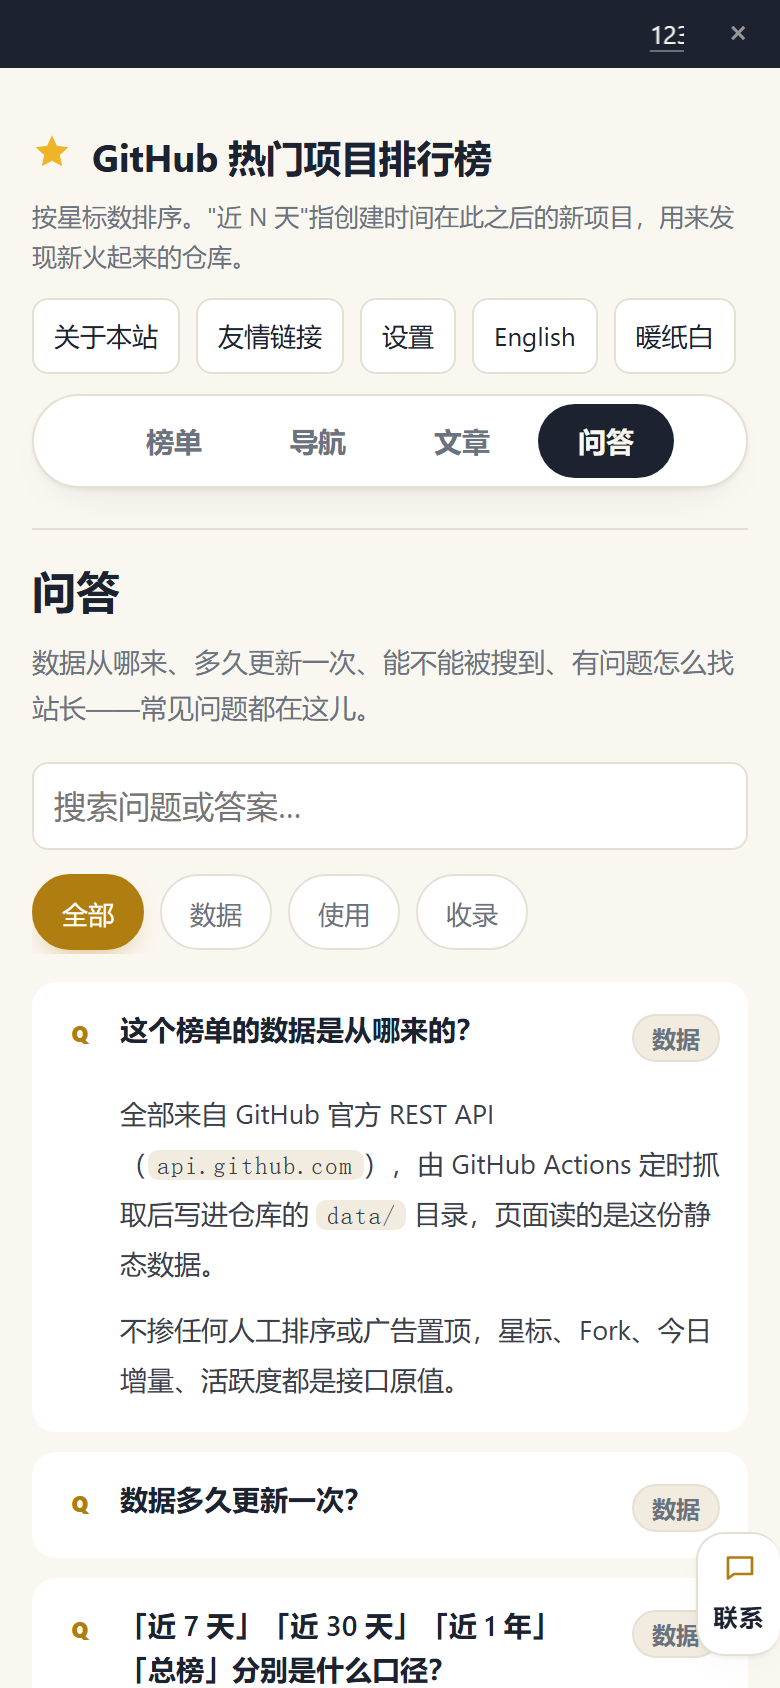 123
×
GitHub 热门项目排行榜
按星标数排序。"近 N 天"指创建时间在此之后的新项目，用来发
现新火起来的仓库。
关于本站 友情链接 设置 English 暖纸白
榜单 导航 文章 问答
问答
数据从哪来、多久更新一次、能不能被搜到、有问题怎么找
站长——常见问题都在这儿。
搜索问题或答案...
全部 数据 使用 收录
Q 这个榜单的数据是从哪来的？ 数据
全部来自 GitHub 官方 REST API
（api.github.com），由 GitHub Actions 定时抓
取后写进仓库的 data/ 目录，页面读的是这份静
态数据。
不掺任何人工排序或广告置顶，星标、Fork、今日
增量、活跃度都是接口原值。
Q 数据多久更新一次？ 数据
Q 「近 7 天」「近 30 天」「近 1 年」 数据
「总榜」分别是什么口径？
联系